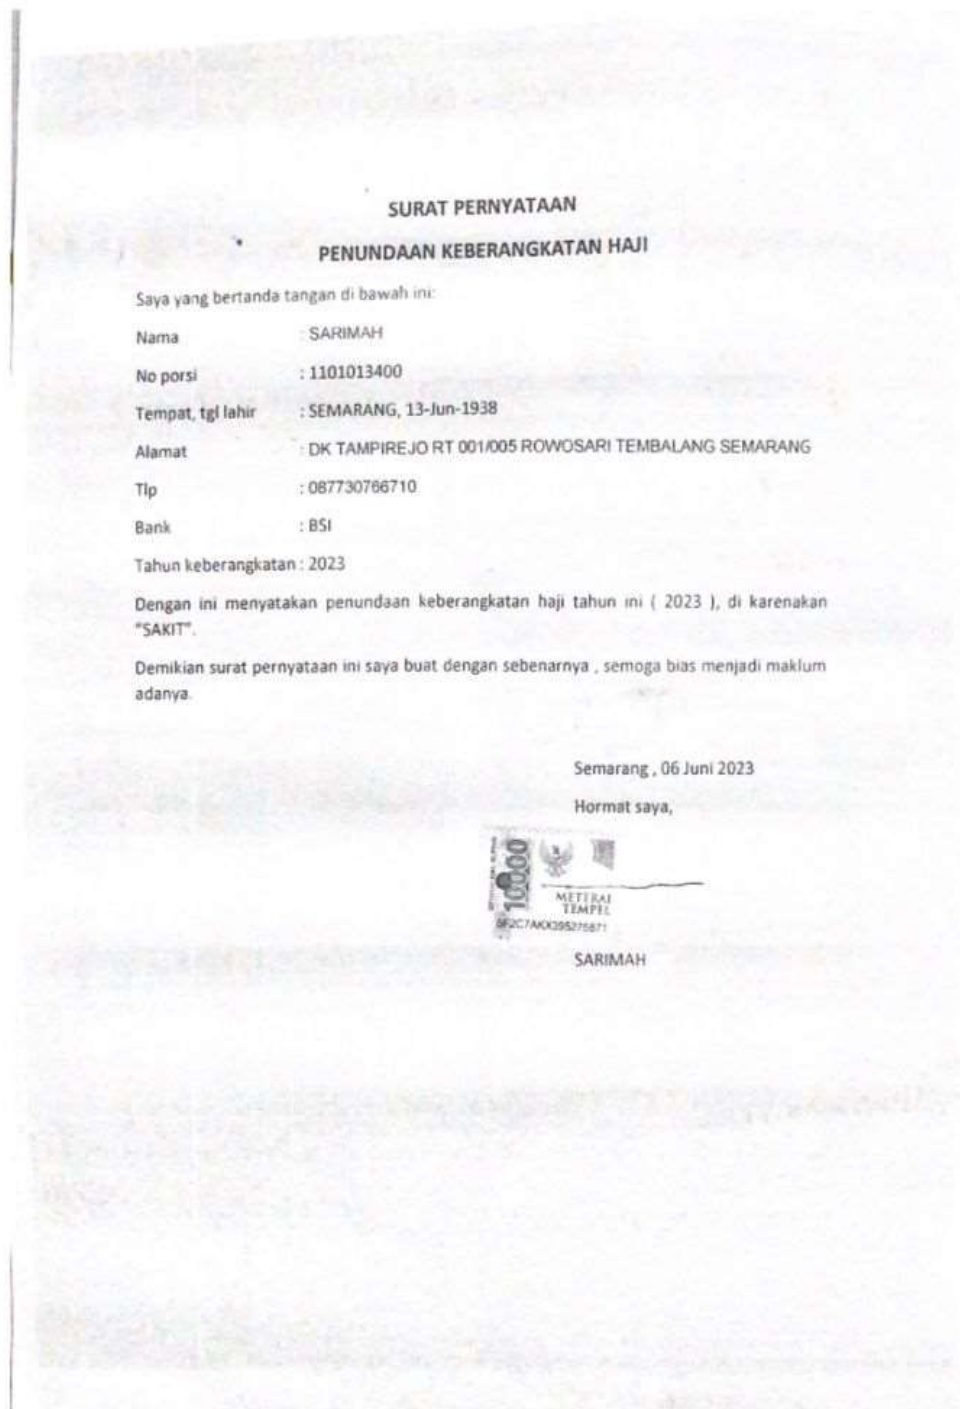 SURAT PERNYATAAN
PENUNDAAN KEBERANGKATAN HAJI
Saya yang bertanda tangan di bawah ini:
Nama : SARIMAH
No porsi : 1101013400
Tempat, tgl lahir : SEMARANG, 13-Jun-1938
Alamat : DK TAMPIREJO RT 001/005 ROWOSARI TEMBALANG SEMARANG
Tlp : 087730766710
Bank : BSI
Tahun keberangkatan : 2023
Dengan ini menyatakan penundaan keberangkatan haji tahun ini ( 2023 ), di karenakan
"SAKIT".
Demikian surat pernyataan ini saya buat dengan sebenarnya , semoga bias menjadi maklum
adanya.
Semarang , 06 Juni 2023
Hormat saya,
10000
METERAI
TEMPEL
SARIMAH